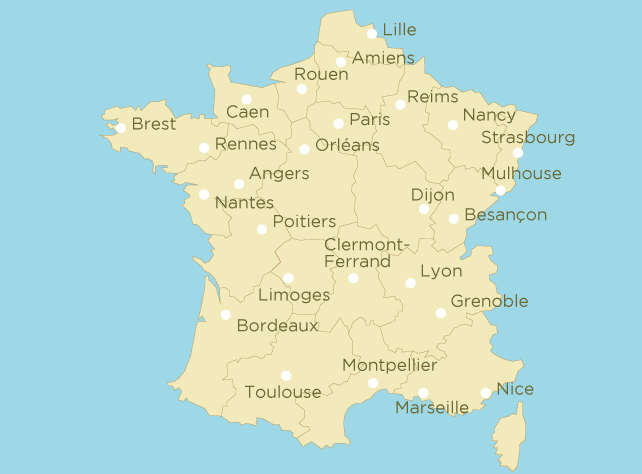 Lille
Amiens
Rouen
Reims
Caen
Nancy
Paris
Brest
Strasbourg
Rennes
Orléans
Angers
Mulhouse
Dijon
Nantes
Besançon
Poitiers
Clermont-
Ferrand
Lyon
Limoges
Grenoble
Bordeaux
Montpellier
Toulouse
Nice
Marseille